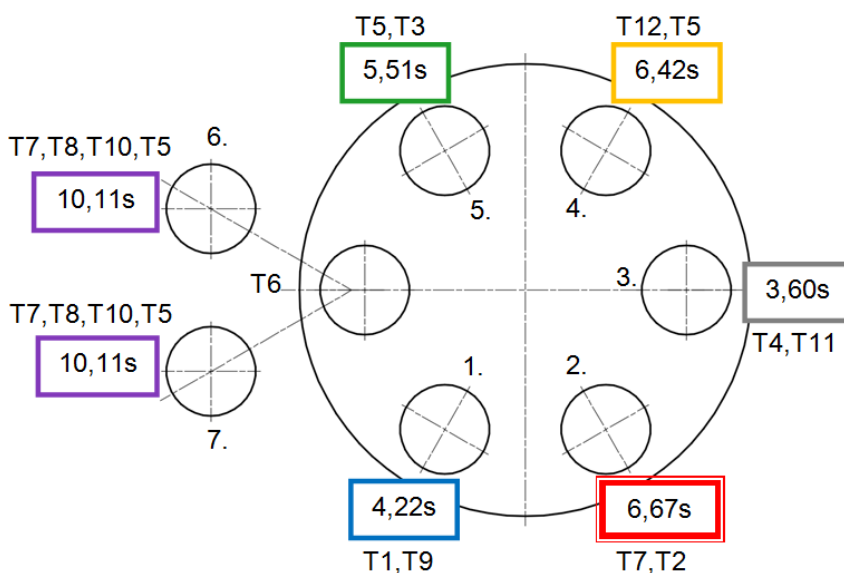 T5,T3
T12,T5
5,51s
6,42s
T7,T8,T10,T5
6.
10,11s
5.
4.
T6
3.
3,60s
T7,T8,T10,T5
T4,T11
10,11s
1.
2.
7.
4,22s
6,67s
T1,T9
T7,T2